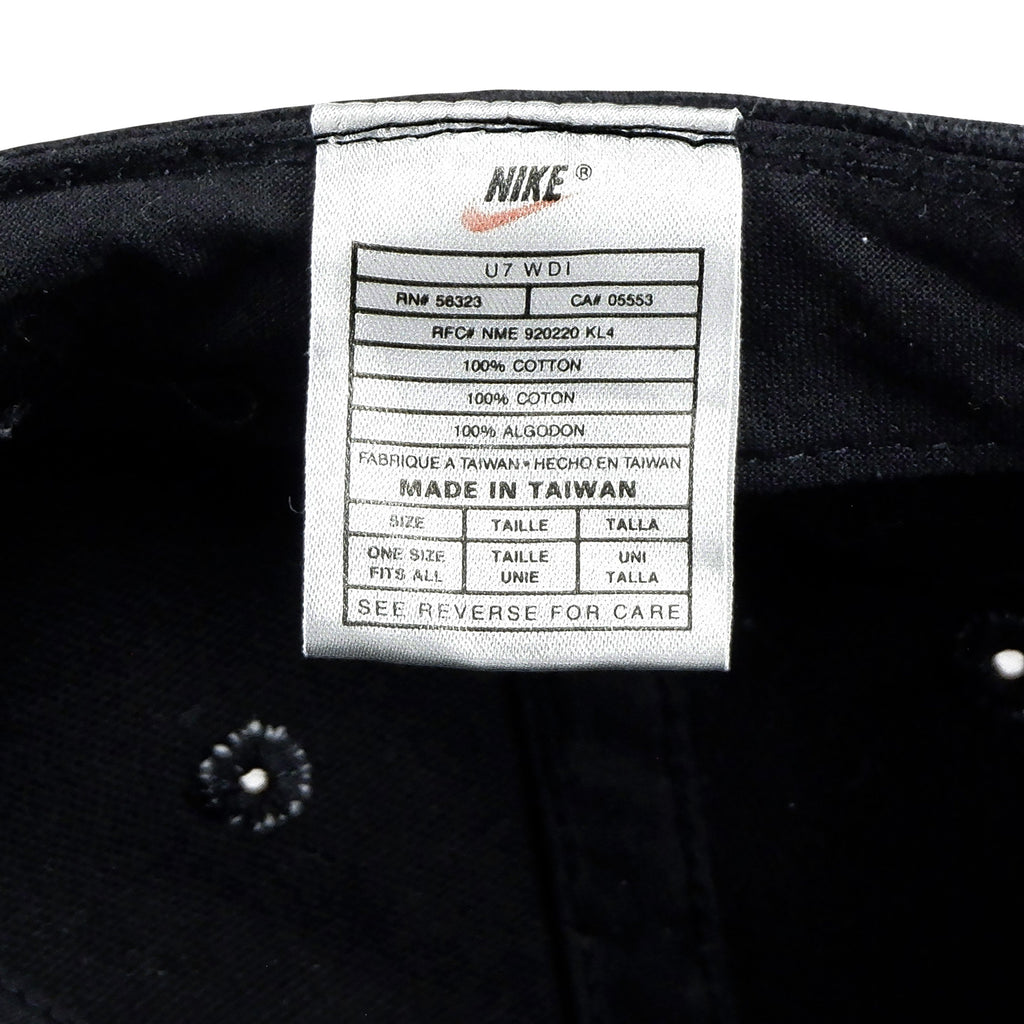 NIKE®
U7 WDI
RN# 56323 CA# 05553
RFC# NME 920220 KL4
100% COTTON
100% COTON
100% ALGODON
FABRIQUE A TAIWAN • HECHO EN TAIWAN
MADE IN TAIWAN
SIZE TAILLE TALLA
ONE SIZE TAILLE UNI
FITS ALL UNIE TALLA
SEE REVERSE FOR CARE